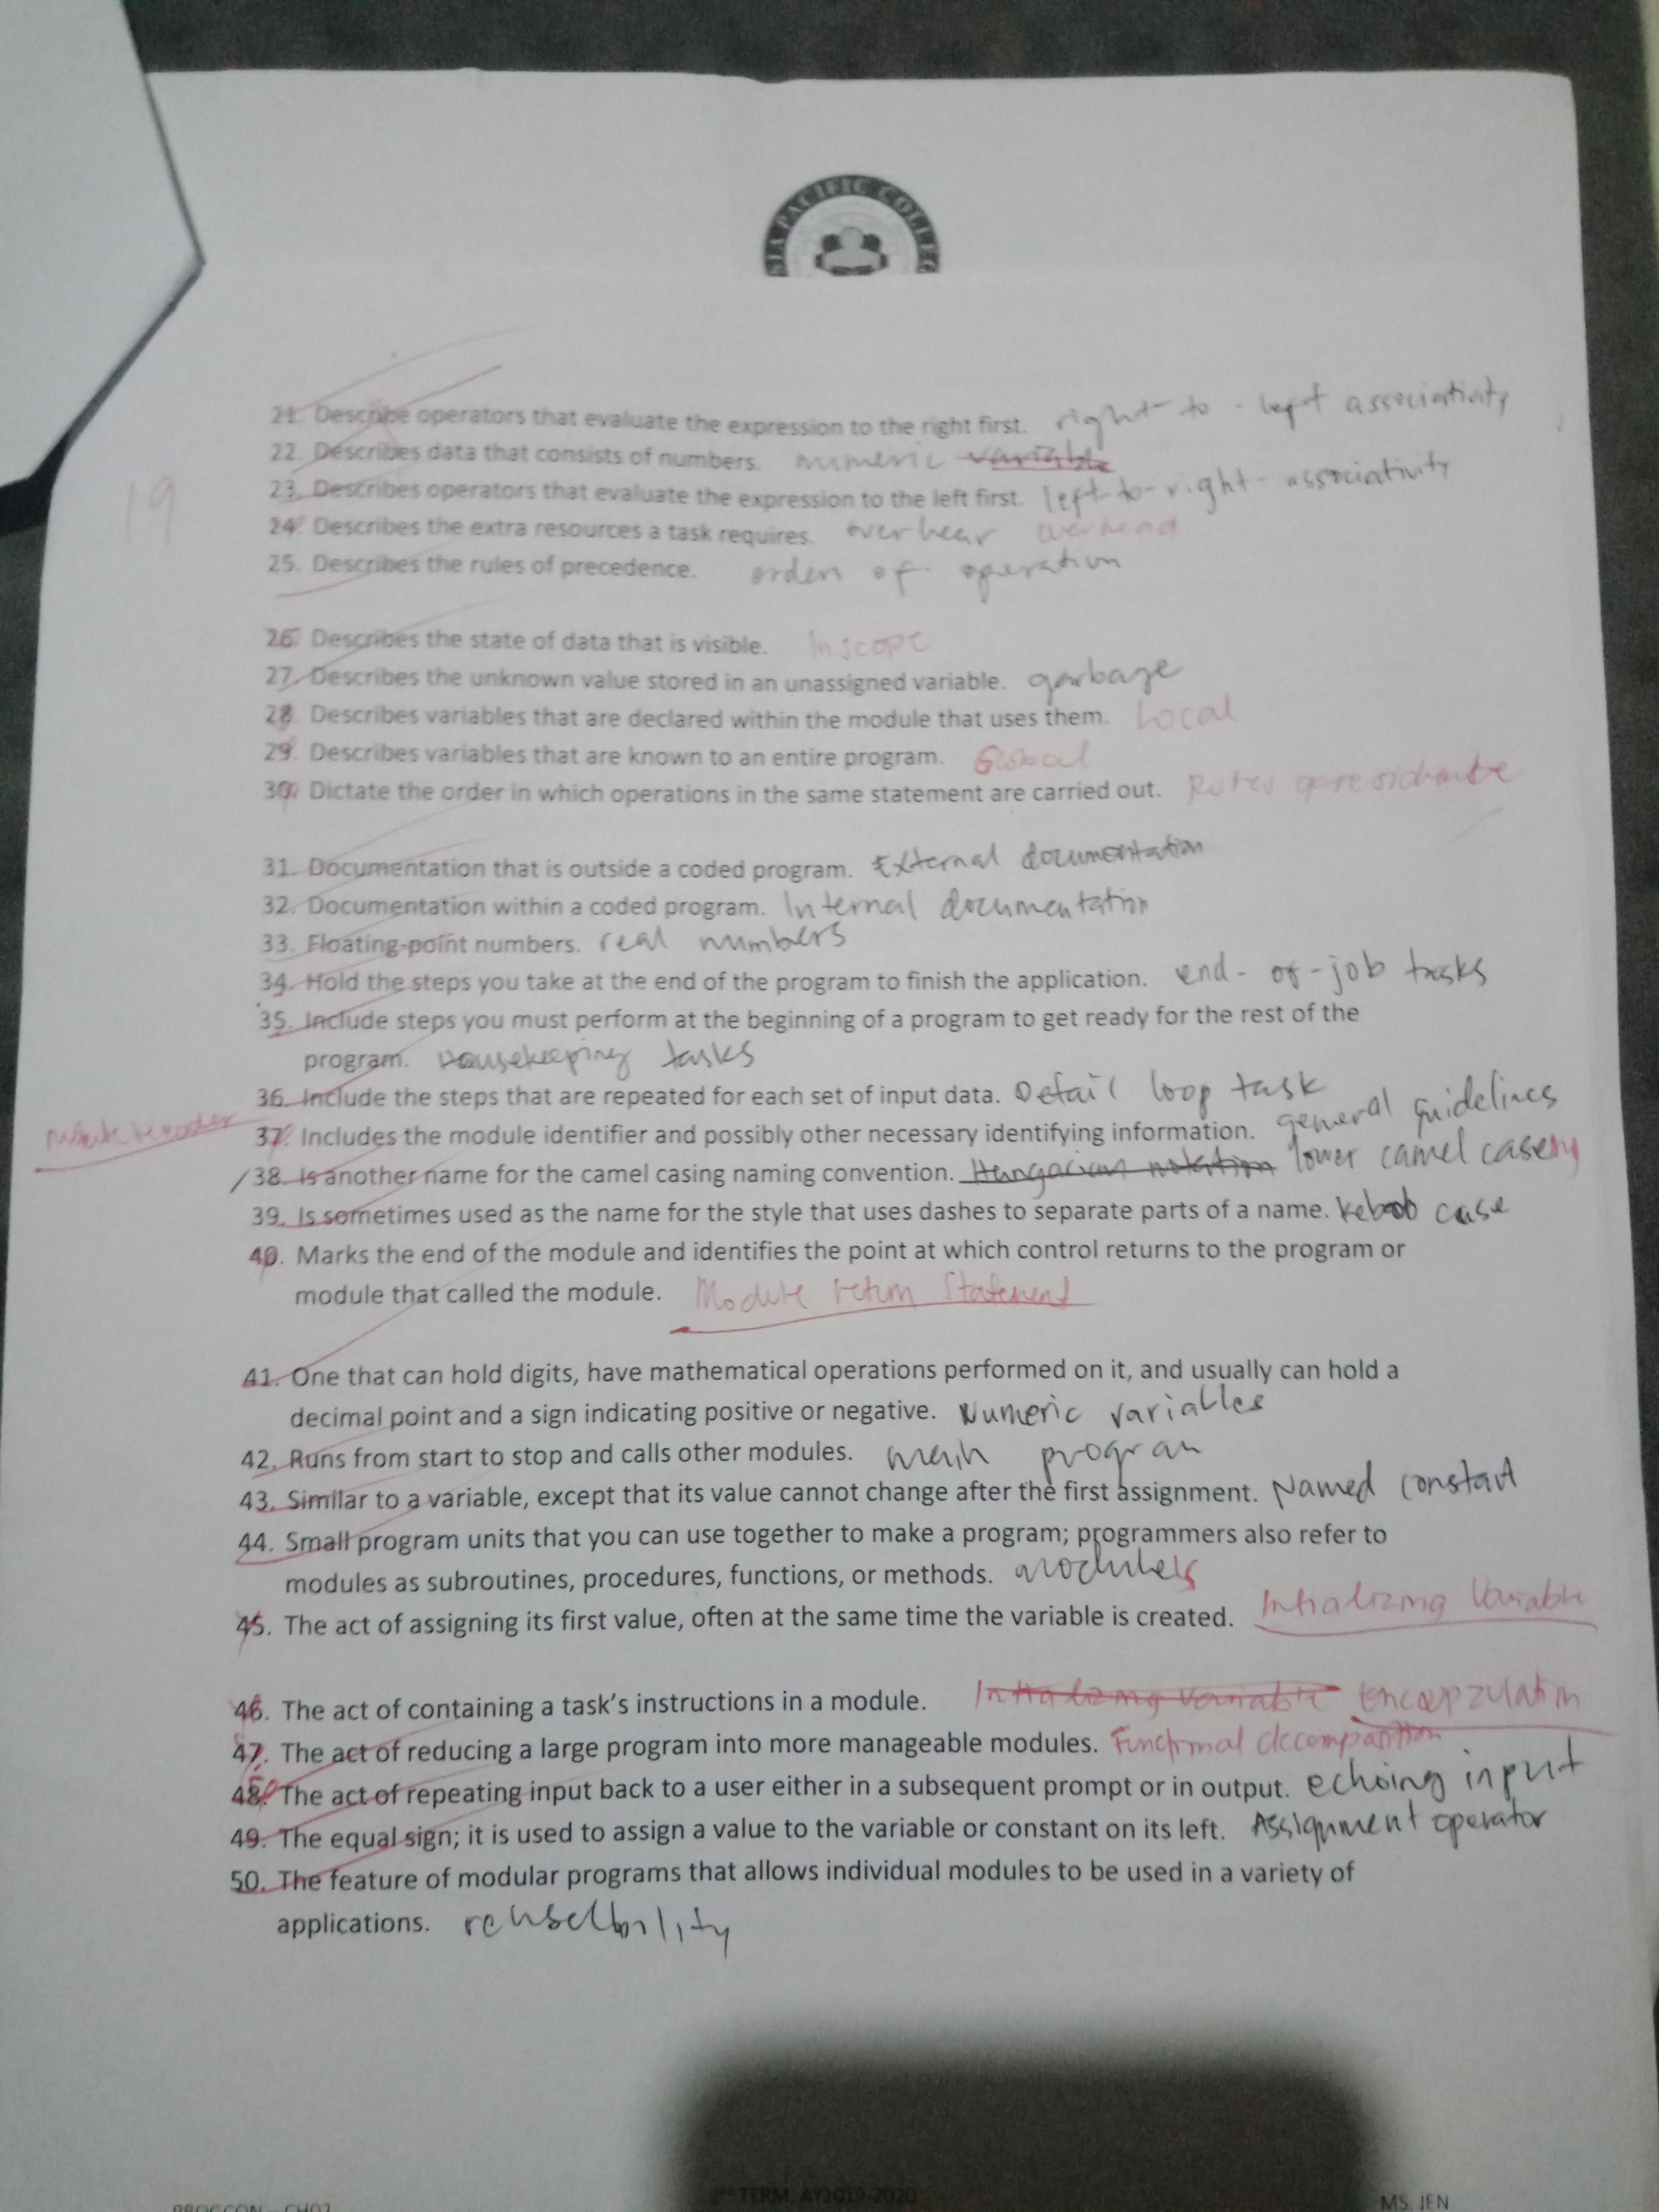 SIA PACIFIC COLLEG
21. Describe operators that evaluate the expression to the right first. right-to-left associativity
22. Describes data that consists of numbers. numeric variable
23. Describes operators that evaluate the expression to the left first. left-to-right-associativity
19
24. Describes the extra resources a task requires. overhear overhead
25. Describes the rules of precedence. orders of operation
26. Describes the state of data that is visible. In scope
27. Describes the unknown value stored in an unassigned variable. garbage
28. Describes variables that are declared within the module that uses them. Local
29. Describes variables that are known to an entire program. Global
30. Dictate the order in which operations in the same statement are carried out.
31. Documentation that is outside a coded program. External documentation
32. Documentation within a coded program. Internal documentation
33. Floating-point numbers. real numbers
34. Hold the steps you take at the end of the program to finish the application. end-of-job tasks
35. Include steps you must perform at the beginning of a program to get ready for the rest of the
program. Housekeeping tasks
36. Include the steps that are repeated for each set of input data. Detail loop task
37. Includes the module identifier and possibly other necessary identifying information. general guidelines
38. Is another name for the camel casing naming convention. Hungarian notation lower camel casing
39. Is sometimes used as the name for the style that uses dashes to separate parts of a name. kebob case
40. Marks the end of the module and identifies the point at which control returns to the program or
module that called the module. Module return Statement
41. One that can hold digits, have mathematical operations performed on it, and usually can hold a
decimal point and a sign indicating positive or negative. Numeric variables
42. Runs from start to stop and calls other modules. main program
43. Similar to a variable, except that its value cannot change after the first assignment. Named constant
44. Small program units that you can use together to make a program; programmers also refer to
modules as subroutines, procedures, functions, or methods.
45. The act of assigning its first value, often at the same time the variable is created. Intializing Variable
46. The act of containing a task's instructions in a module. Intializing Variable Encapzulation
47. The act of reducing a large program into more manageable modules. Functional decomposition
48. The act of repeating input back to a user either in a subsequent prompt or in output. echoing input
49. The equal sign; it is used to assign a value to the variable or constant on its left. Assignment operator
50. The feature of modular programs that allows individual modules to be used in a variety of
applications.
PROGCON – CH02 2ND TERM, AY2019-2020 MS. JEN